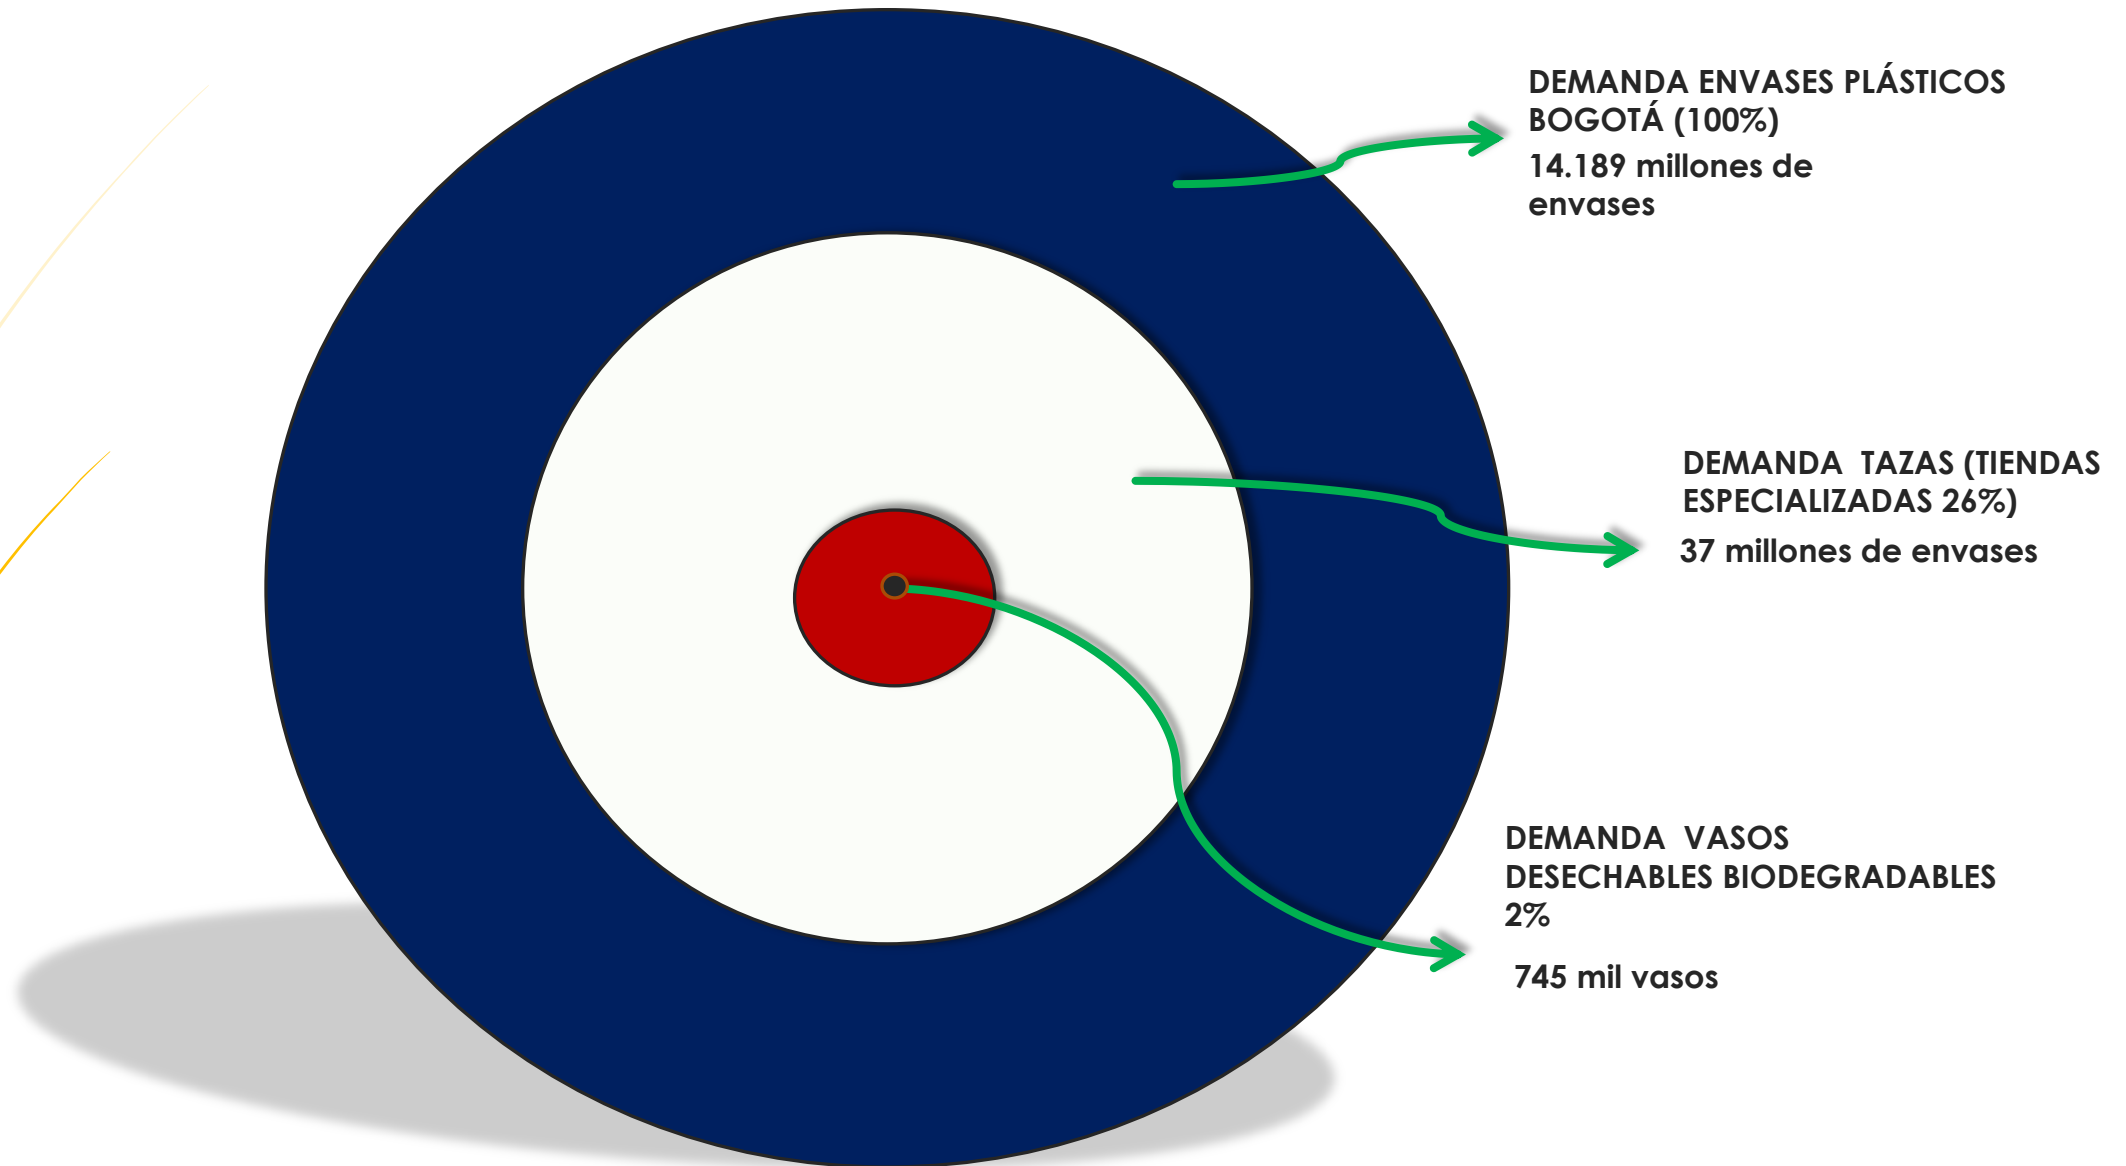 DEMANDA ENVASES PLÁSTICOS
BOGOTÁ (100%)
14.189 millones de
envases
DEMANDA TAZAS (TIENDAS
ESPECIALIZADAS 26%)
37 millones de envases
DEMANDA VASOS
DESECHABLES BIODEGRADABLES
2%
745 mil vasos